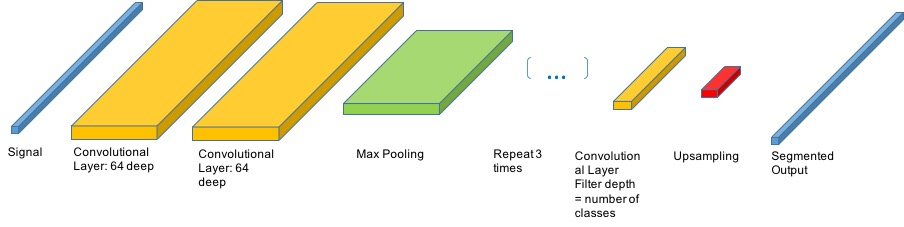 ...
Signal
Convolutional
Layer: 64 deep
Convolutional
Layer: 64
deep
Max Pooling
Repeat 3
times
Convolution
al Layer
Filter depth
= number of
classes
Upsampling
Segmented
Output